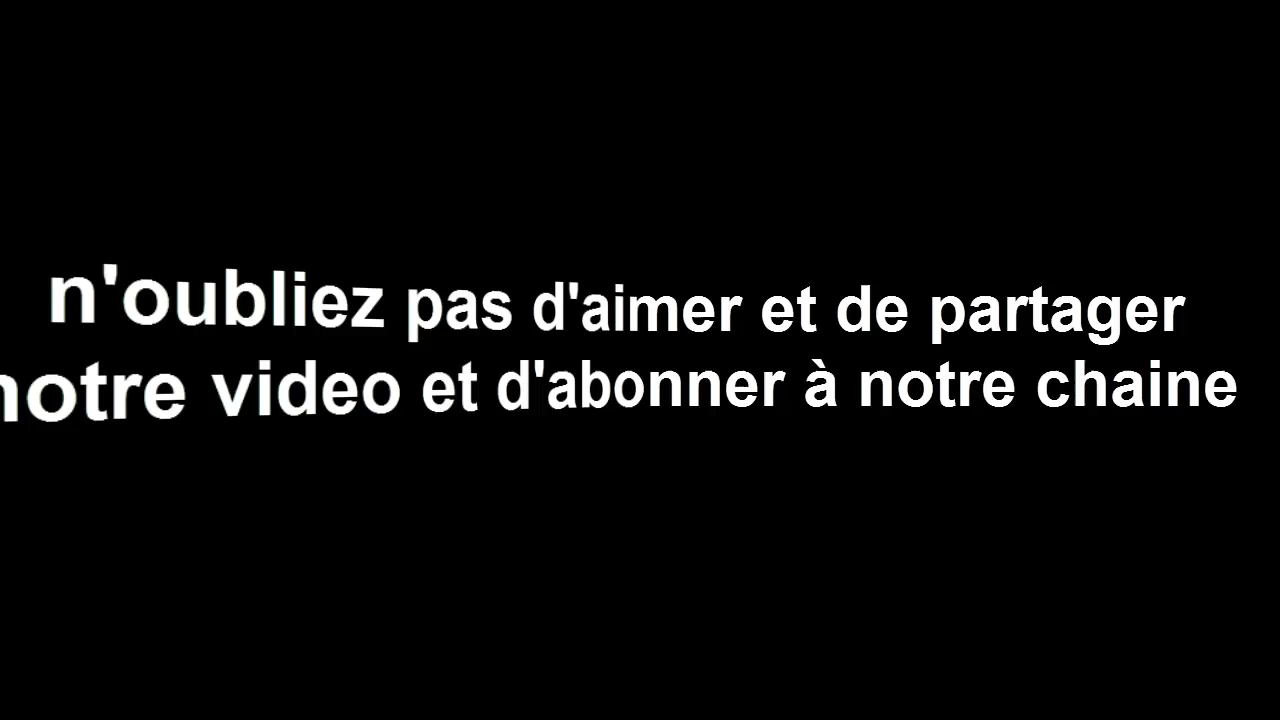 n'oubliez pas d'aimer et de partager
notre video et d'abonner à notre chaine